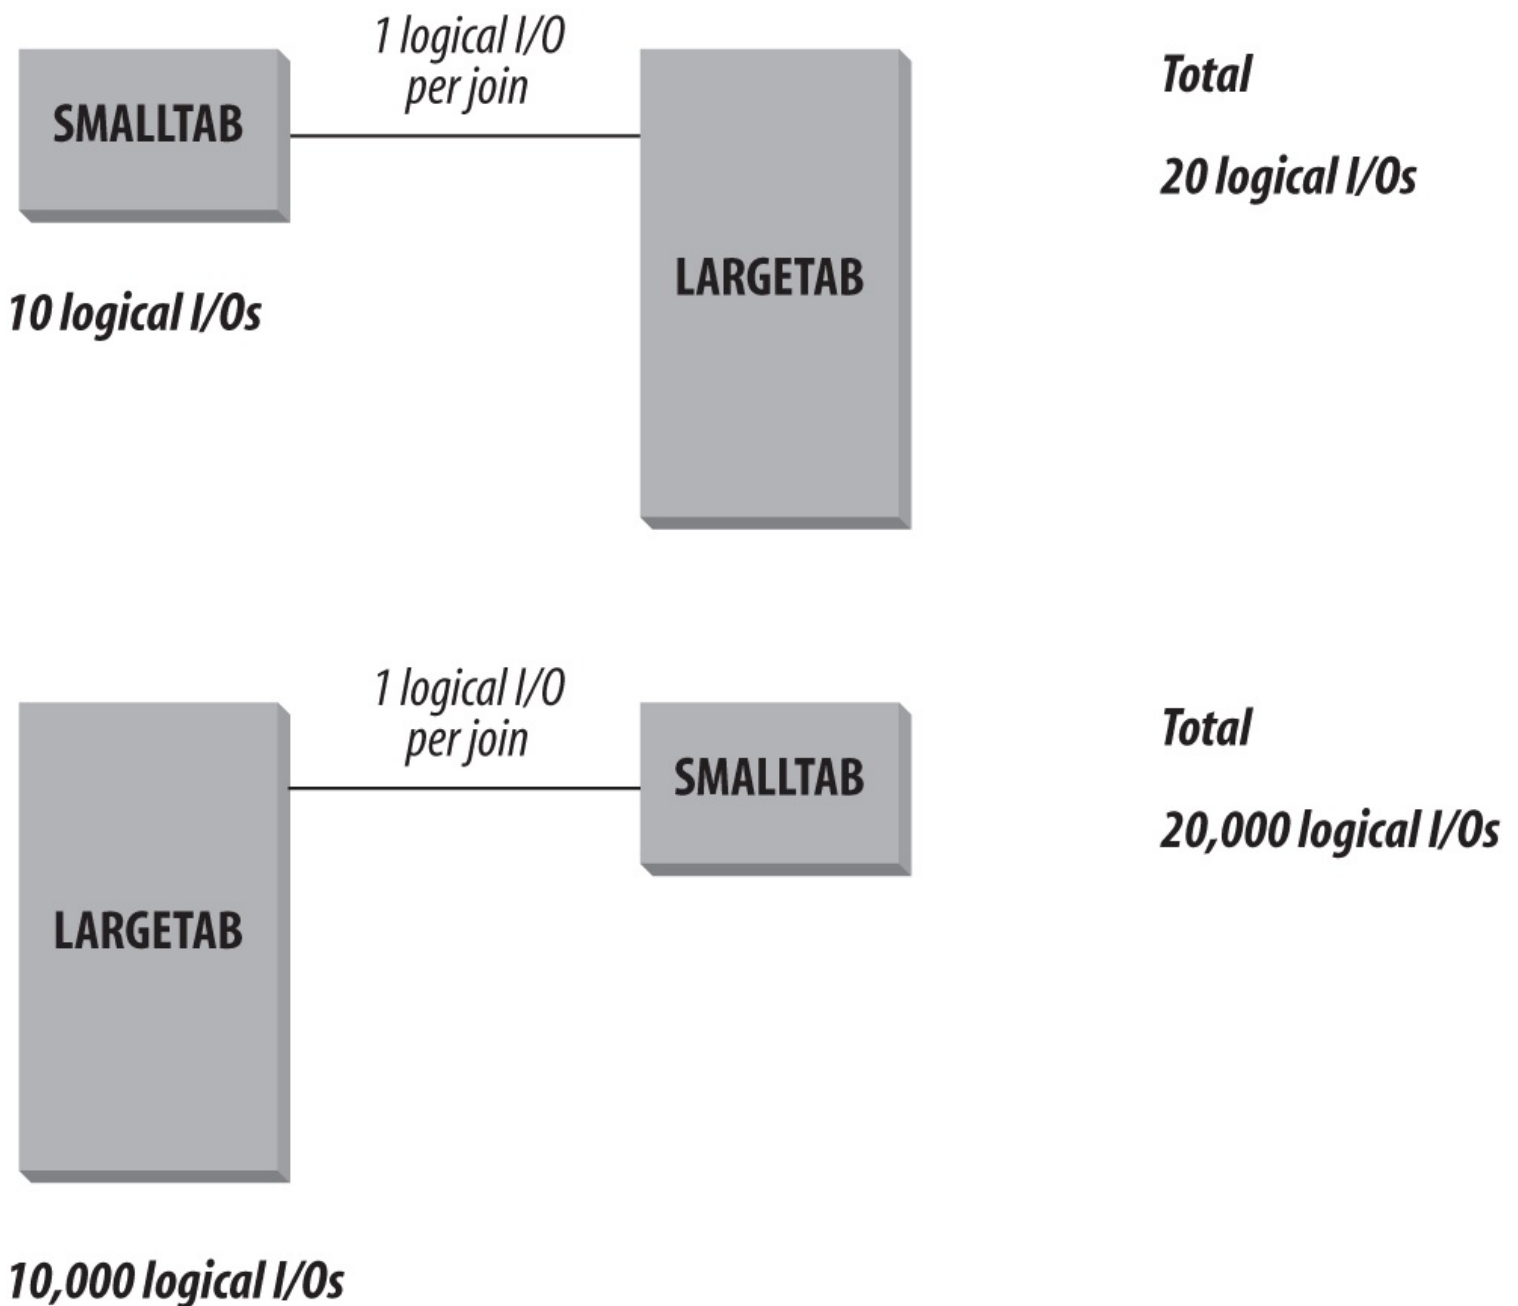 1 logical I/O
per join
SMALLTAB
LARGETAB
10 logical I/Os
Total
20 logical I/Os
1 logical I/O
per join
LARGETAB
SMALLTAB
10,000 logical I/Os
Total
20,000 logical I/Os